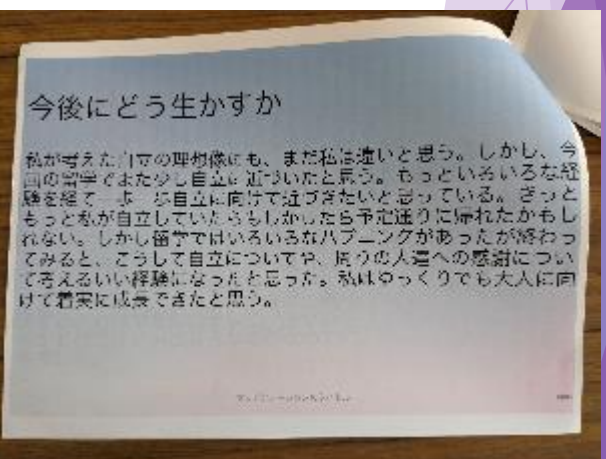 今後にどう生かすか
私が考えた自立の理想像にも、まだ私は遠いと思う。しかし、今
回の留学でまた少し自立に近づいたと思う。もっといろいろな経
験を経て一歩一歩自立に向けて近づきたいと思っている。きっと
もっと私が自立していたらもしかしたら予定通りに帰れたかもし
れない。しかし留学ではいろいろなハプニングがあったが終わっ
てみると、こうして自立についてや、周りの人達への感謝につい
て考えるいい経験になったと思った。私はゆっくりでも大人に向
けて着実に成長できたと思う。